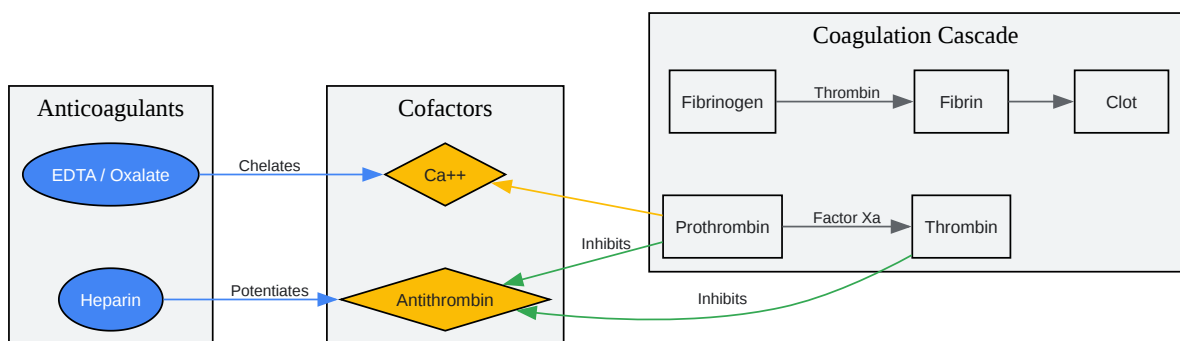 Anticoagulants
EDTA / Oxalate
Heparin
Chelates
Potentiates
Cofactors
Ca++
Antithrombin
Inhibits
Inhibits
Coagulation Cascade
Fibrinogen
Thrombin
Fibrin
Clot
Prothrombin
Factor Xa
Thrombin